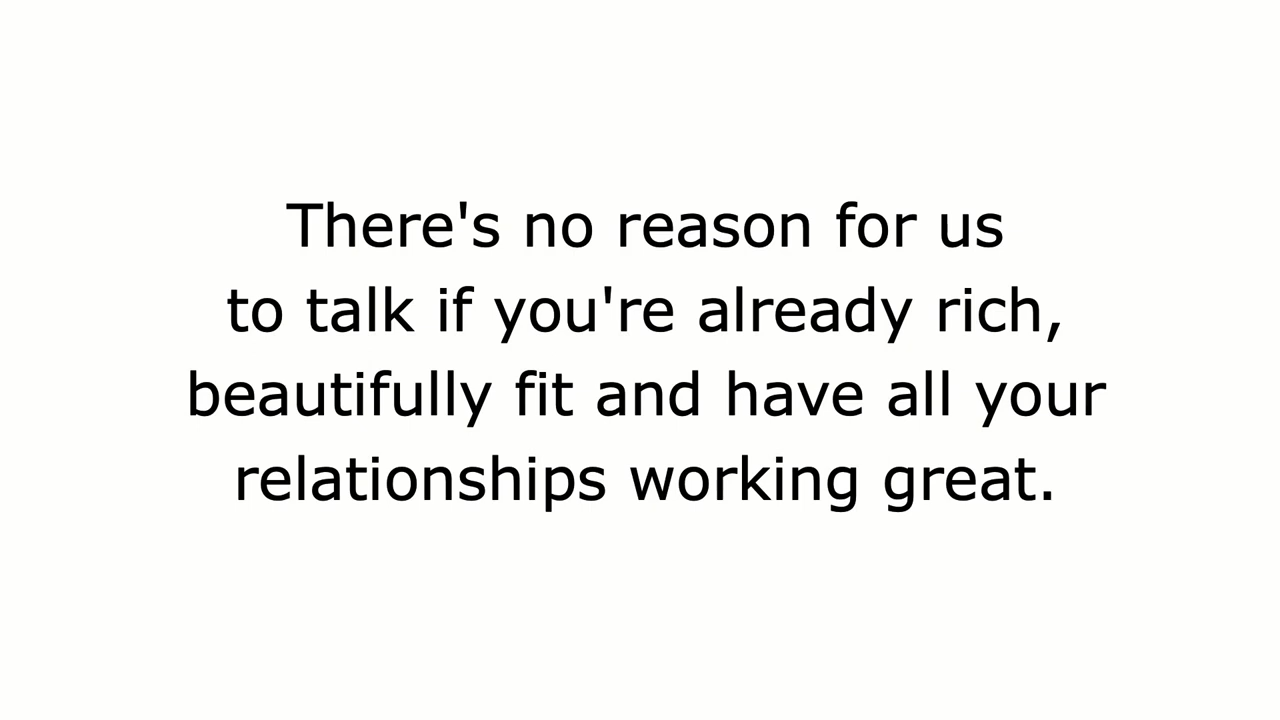 There's no reason for us
to talk if you're already rich,
beautifully fit and have all your
relationships working great.